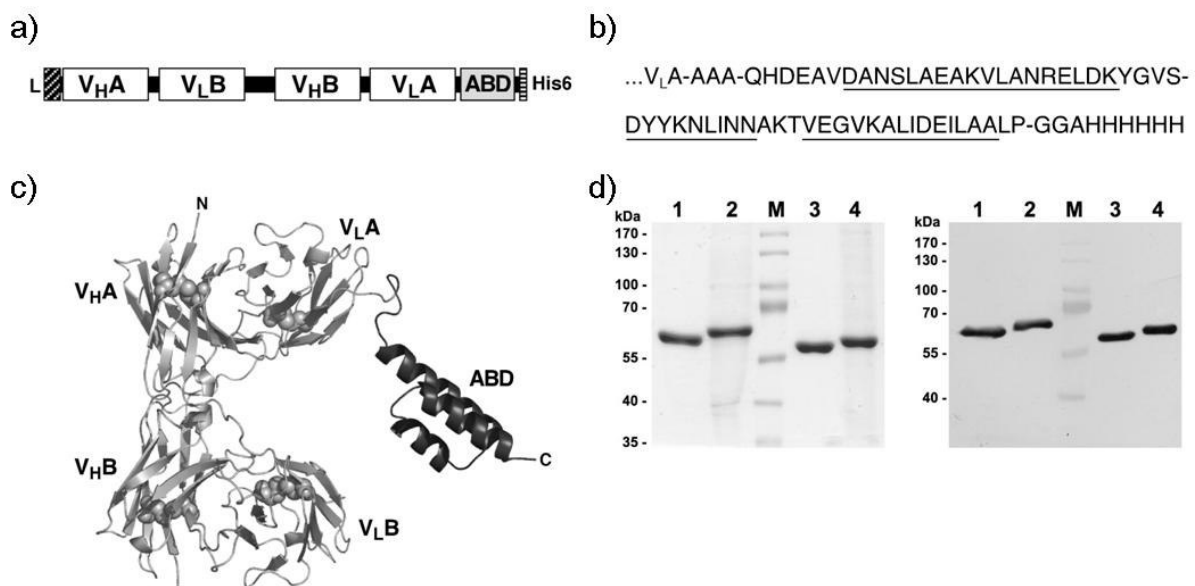 a)
L VHA VLB VHB VLA ABD His6
b)
...VLA-AAA-QHDEAVDANSLAEAKVLANRELDKYGVS-
DYYKNLINNAKTVEGVKALIDEILAALP-GGAHHHHHH
c)
N
VLA
VHA
ABD
C
VHB
VLB
d)
kDa 1 2 M 3 4
170 -
130 -
100 -
70 -
55 -
40 -
35 -
kDa 1 2 M 3 4
170 -
130 -
100 -
70 -
55 -
40 -